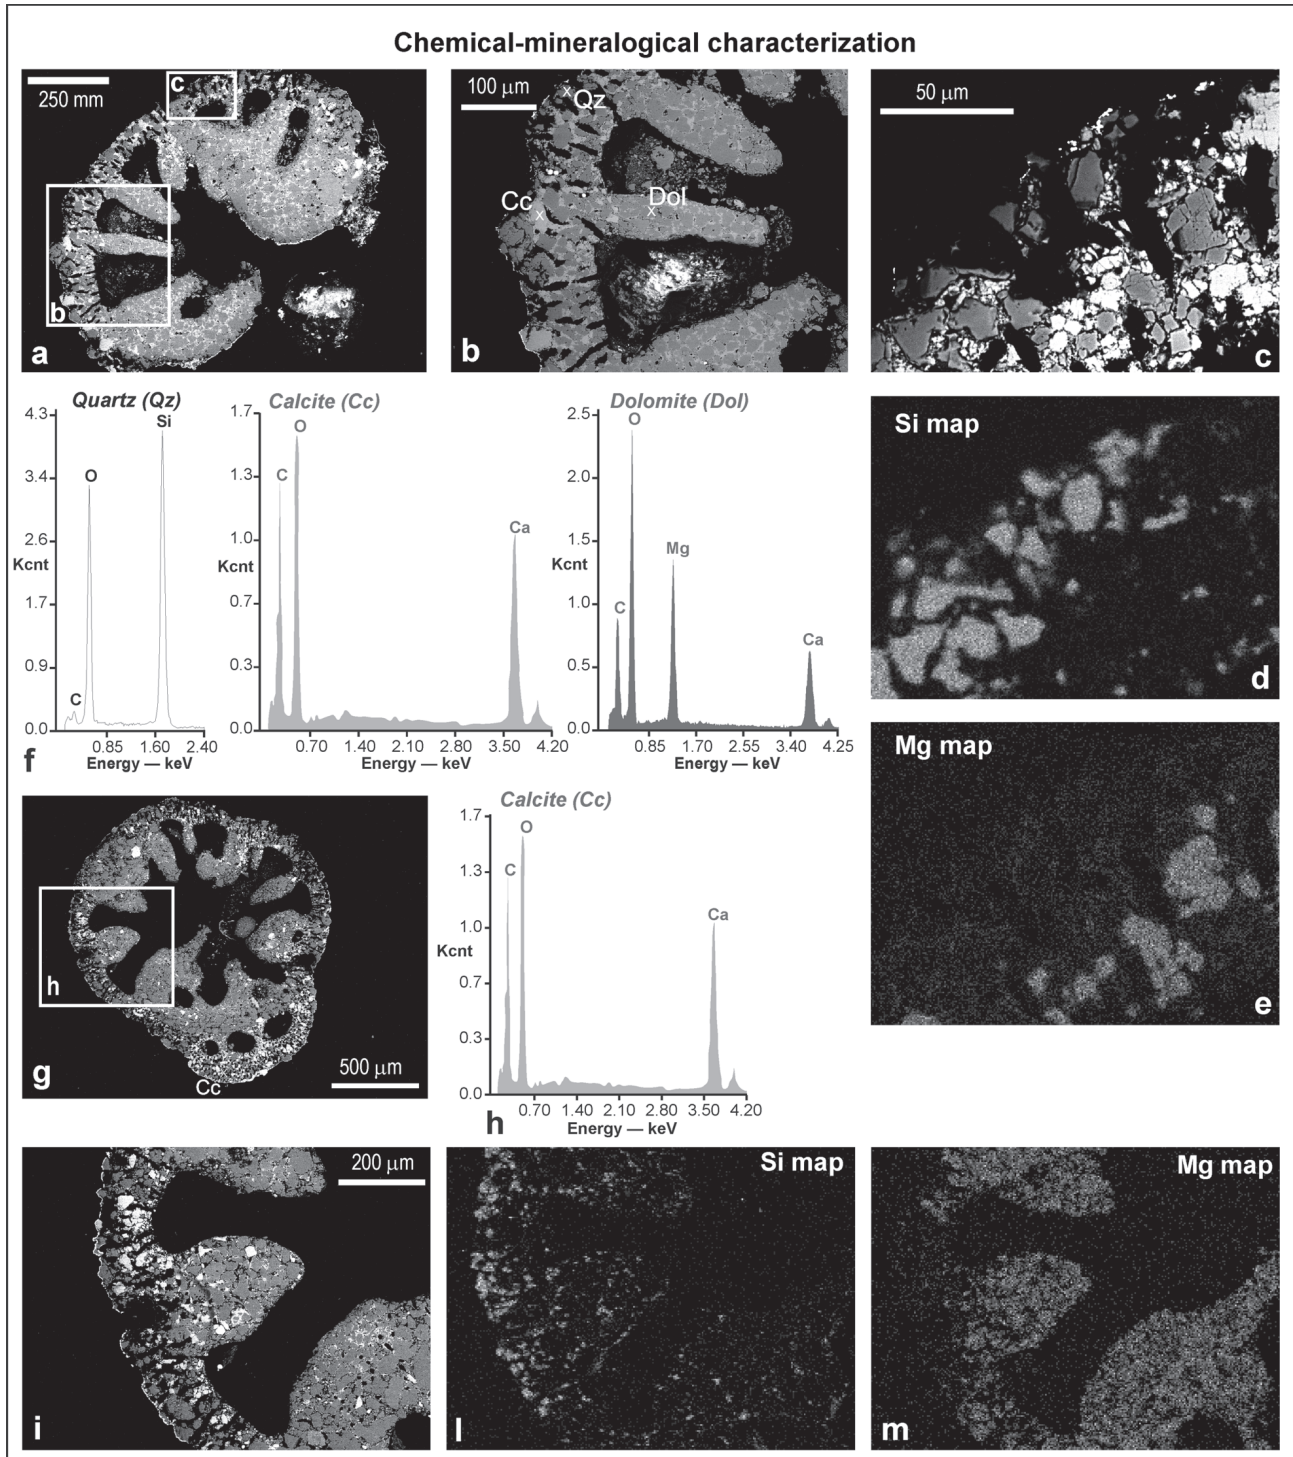 Chemical-mineralogical characterization
250 mm
c
b
a
100 μm
Qz
Cc
Dol
b
50 μm
c
Quartz (Qz)
4.3
3.4
2.6
Kcnt
1.7
0.9
0.0
Si
O
C
0.85 1.60 2.40
Energy — keV
f
Calcite (Cc)
1.7
1.3
1.0
Kcnt
0.7
0.3
0.0
O
C
Ca
0.70 1.40 2.10 2.80 3.50 4.20
Energy — keV
Dolomite (Dol)
2.5
2.0
1.5
Kcnt
1.0
0.5
0.0
O
Mg
C
Ca
0.85 1.70 2.55 3.40 4.25
Energy — keV
Si map
d
Mg map
e
h
g
Cc
500 μm
Calcite (Cc)
1.7
1.3
1.0
Kcnt
0.7
0.3
0.0
O
C
Ca
0.70 1.40 2.10 2.80 3.50 4.20
Energy — keV
h
200 μm
i
Si map
l
Mg map
m